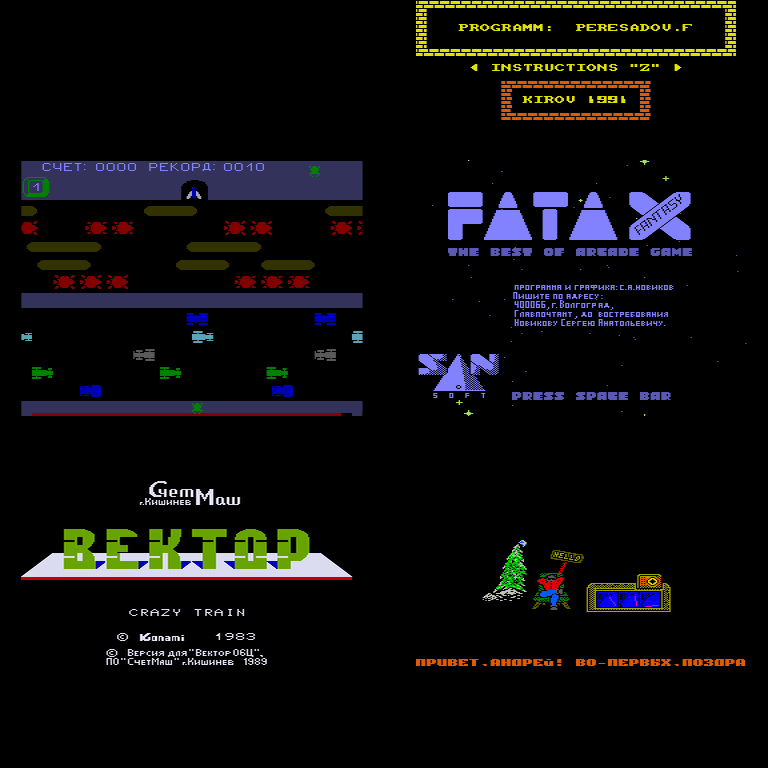 PROGRAMM: PERESADOV.F
INSTRUCTIONS "Z"
KIROV 1991
СЧЕТ: 0000 РЕКОРД: 0010
1
FATAX
FANTASY
THE BEST OF ARCADE GAME
ПРОГРАММА И ГРАФИКА: С.А.НОВИКОВ
ПИШИТЕ ПО АДРЕСУ:
400066, Г.ВОЛГОГРАД,
ГЛАВПОЧТАМТ, ДО ВОСТРЕБОВАНИЯ
НОВИКОВУ СЕРГЕЮ АНАТОЛЬЕВИЧУ.
SAN
SOFT
PRESS SPACE BAR
СчетМаш
г.Кишинев
ВЕКТОР
CRAZY TRAIN
© Konami 1983
© Версия для "Вектор 06Ц",
ПО "СчетМаш" г.Кишинев 1989
HELLO
ПРИВЕТ,АНДРЕЙ! ВО-ПЕРВЫХ,ПОЗДРА